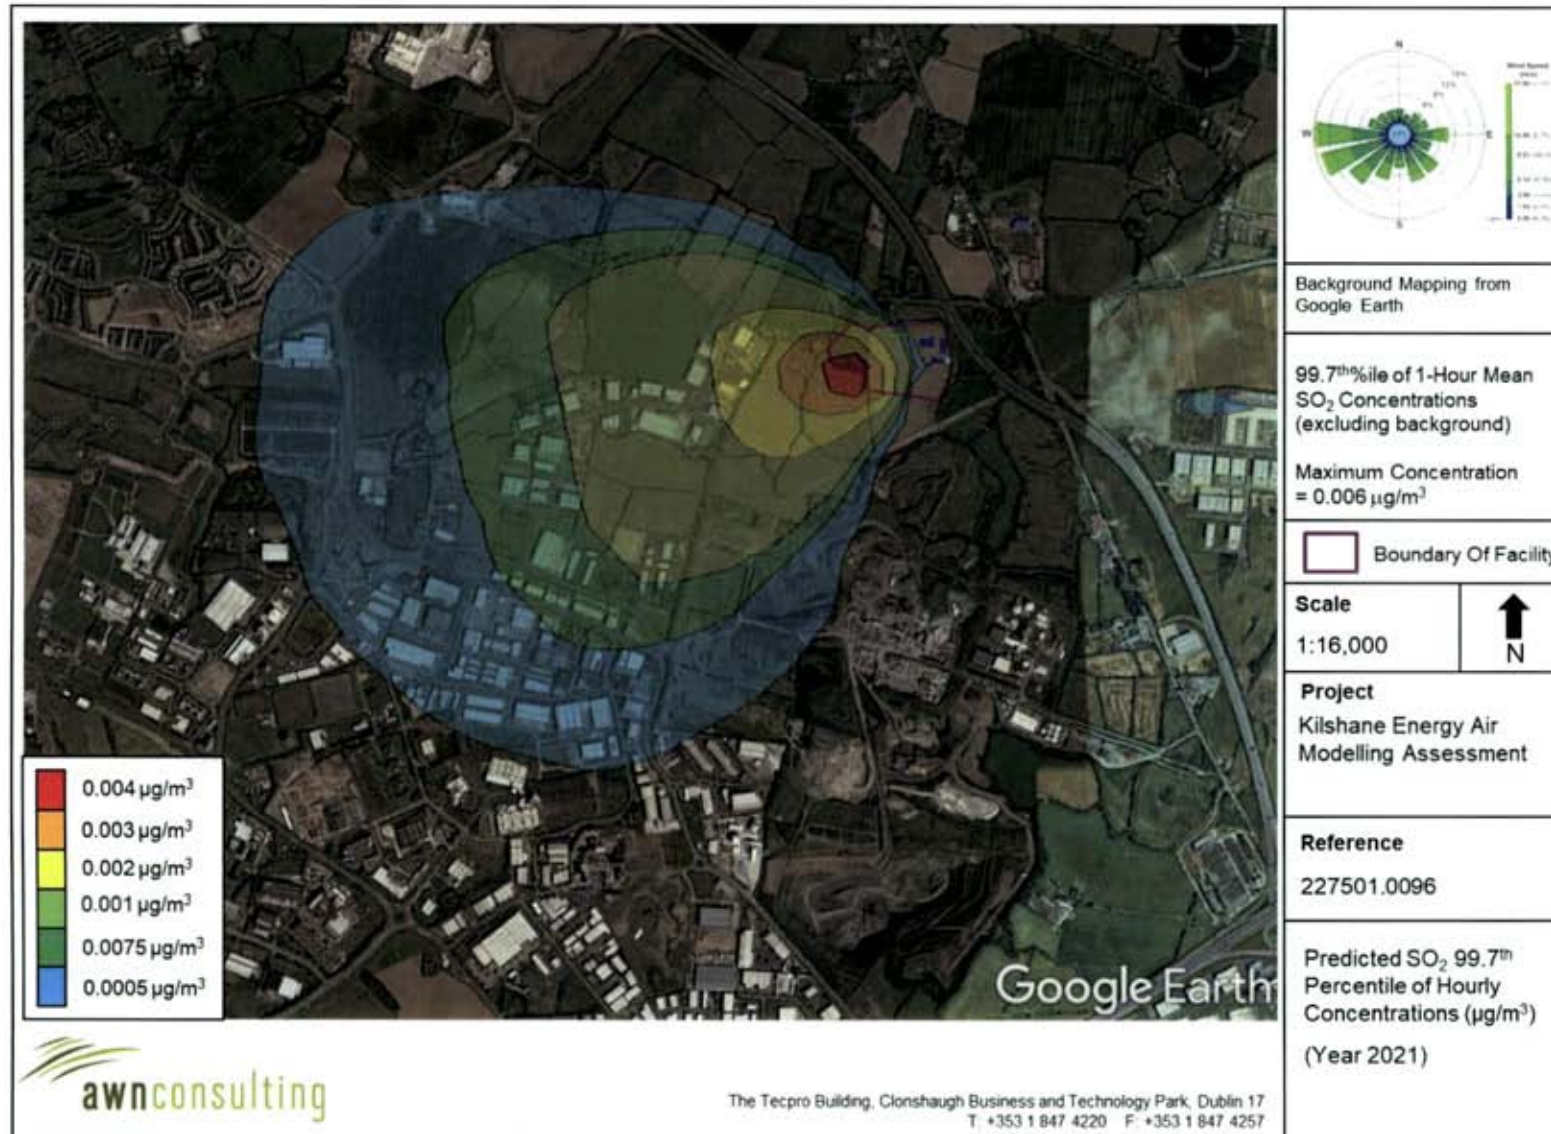 Google Earth
0.004 µg/m³
0.003 µg/m³
0.002 µg/m³
0.001 µg/m³
0.0075 µg/m³
0.0005 µg/m³
awnconsulting
The Tecpro Building, Clonshaugh Business and Technology Park, Dublin 17
T: +353 1 847 4220 F: +353 1 847 4257
N
W
E
S
Wind Speed
Background Mapping from
Google Earth
99.7th%ile of 1-Hour Mean
SO₂ Concentrations
(excluding background)
Maximum Concentration
= 0.006 µg/m³
Boundary Of Facility
Scale
1:16,000
N
Project
Kilshane Energy Air
Modelling Assessment
Reference
227501.0096
Predicted SO₂ 99.7th
Percentile of Hourly
Concentrations (µg/m³)
(Year 2021)